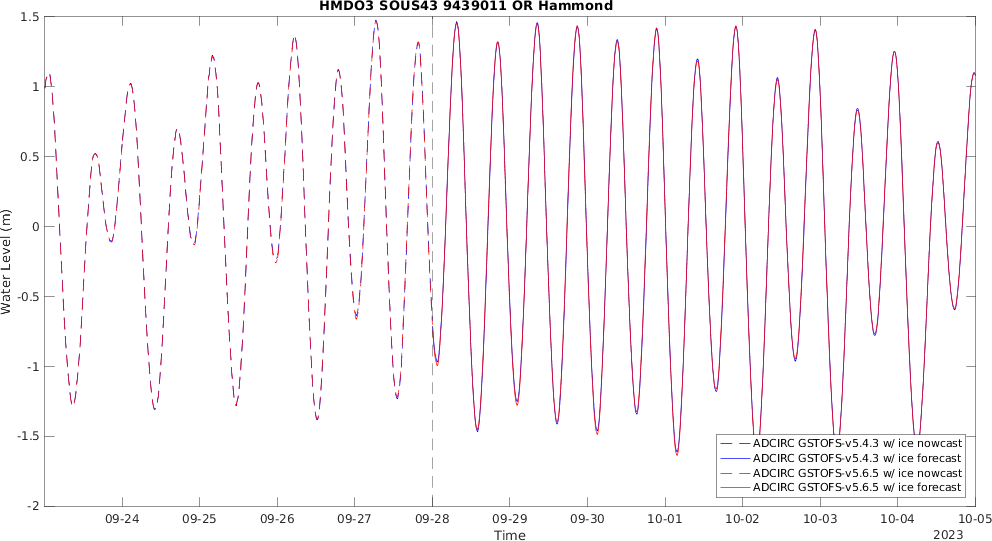 HMDO3 SOUS43 9439011 OR Hammond
1.5
1
0.5
0
-0.5
-1
-1.5
-2
Water Level (m)
ADCIRC GSTOFS-v5.4.3 w/ ice nowcast
ADCIRC GSTOFS-v5.4.3 w/ ice forecast
ADCIRC GSTOFS-v5.6.5 w/ ice nowcast
ADCIRC GSTOFS-v5.6.5 w/ ice forecast
09-24 09-25 09-26 09-27 09-28 09-29 09-30 10-01 10-02 10-03 10-04 10-05
Time
2023